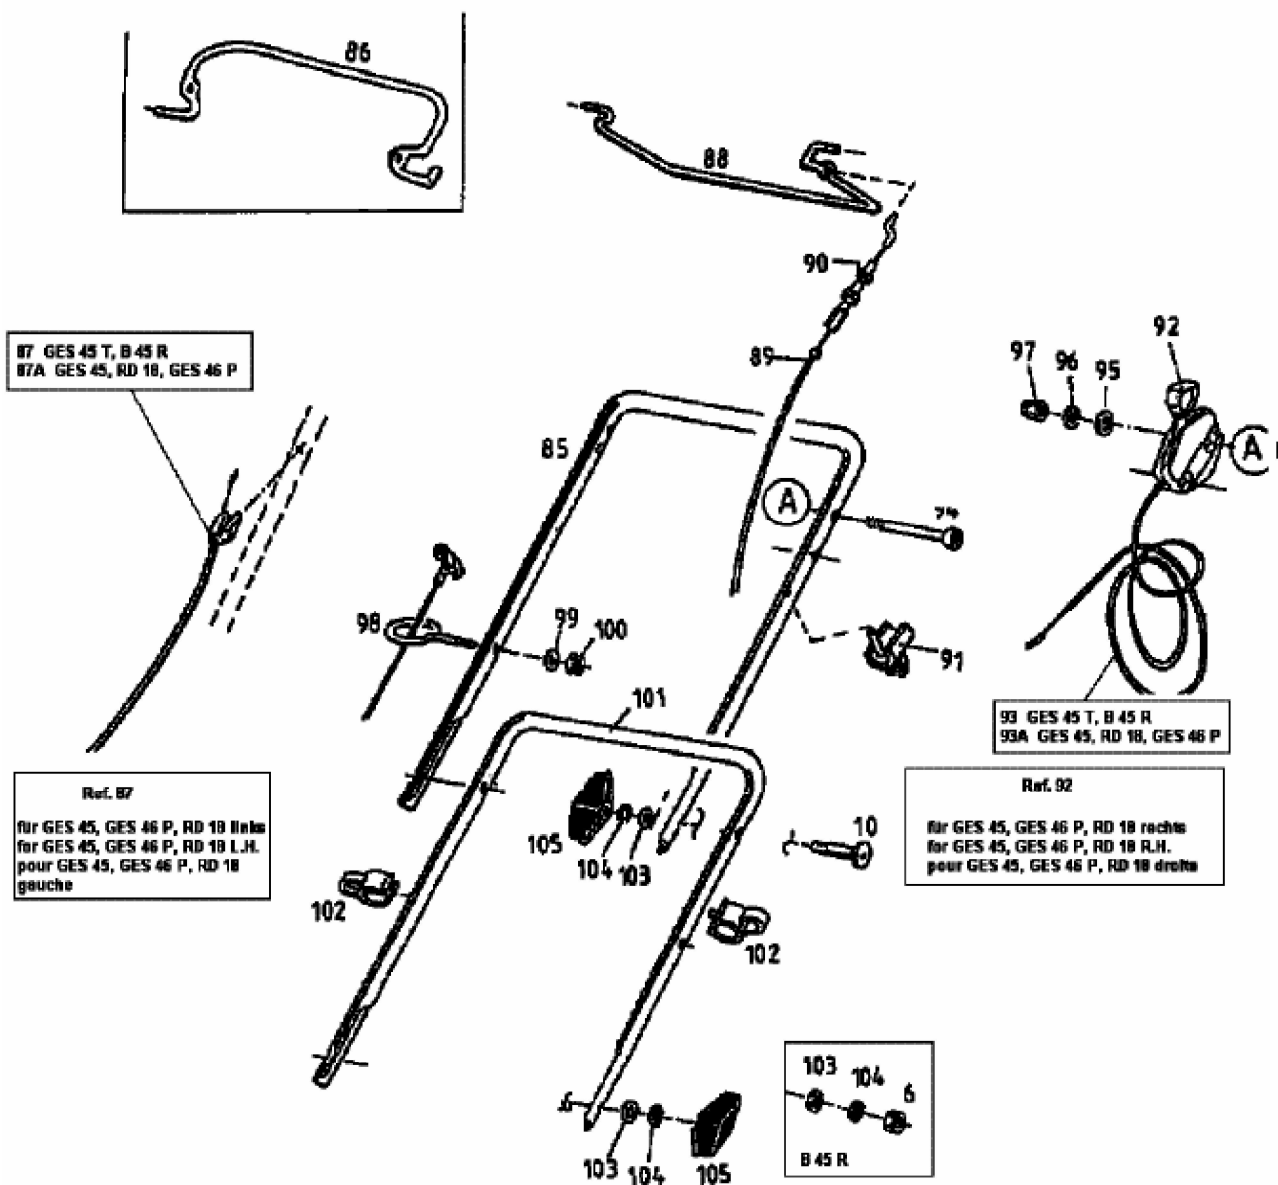 86
88
90
92
87 GES 45 T, B 45 R
87A GES 45, RD 18, GES 46 P
89
97
96
95
85
A
A
98
99
100
91
101
93 GES 45 T, B 45 R
93A GES 45, RD 18, GES 46 P
Ref. 87
für GES 45, GES 46 P, RD 18 links
for GES 45, GES 46 P, RD 18 L.H.
pour GES 45, GES 46 P, RD 18
gauche
Ref. 92
für GES 45, GES 46 P, RD 18 rechts
for GES 45, GES 46 P, RD 18 R.H.
pour GES 45, GES 46 P, RD 18 droite
105
104
103
10
102
102
103
104
6
B 45 R
103
104
105